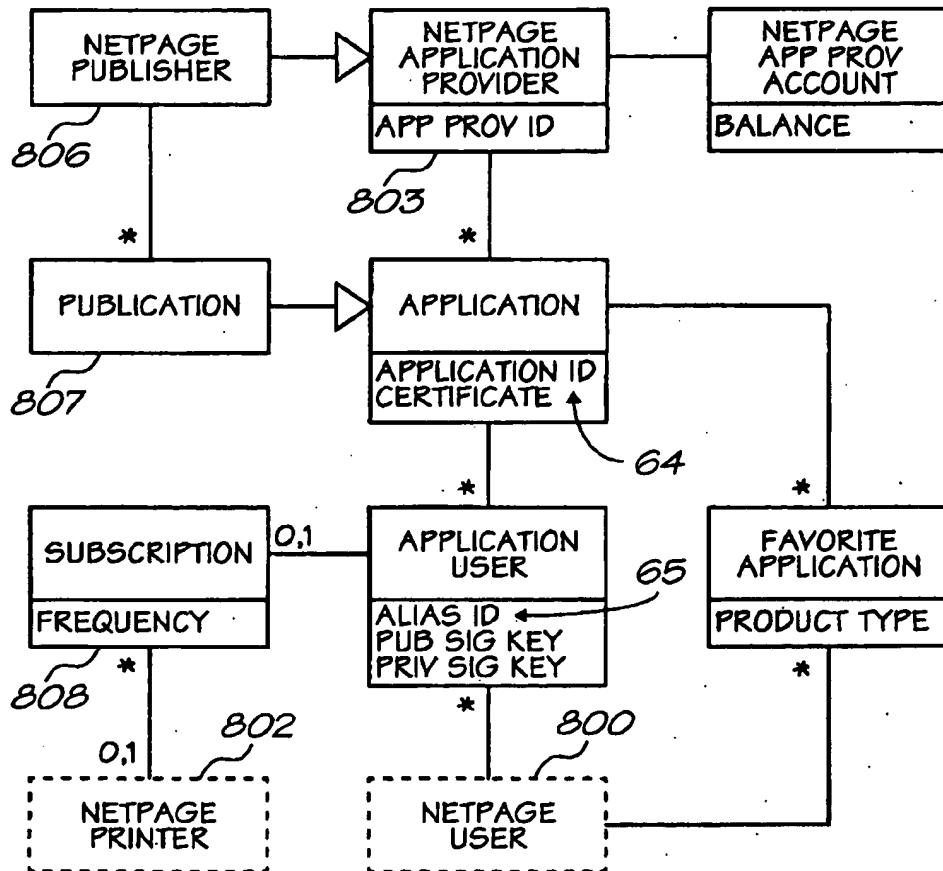 NETPAGE
PUBLISHER
806
NETPAGE
APPLICATION
PROVIDER
APP PROV ID
803
NETPAGE
APP PROV
ACCOUNT
BALANCE
*
*
PUBLICATION
807
APPLICATION
APPLICATION ID
CERTIFICATE
64
*
*
SUBSCRIPTION
FREQUENCY
808
0,1
APPLICATION
USER
ALIAS ID
PUB SIG KEY
PRIV SIG KEY
65
FAVORITE
APPLICATION
PRODUCT TYPE
*
*
*
0,1
802
NETPAGE
PRINTER
800
NETPAGE
USER